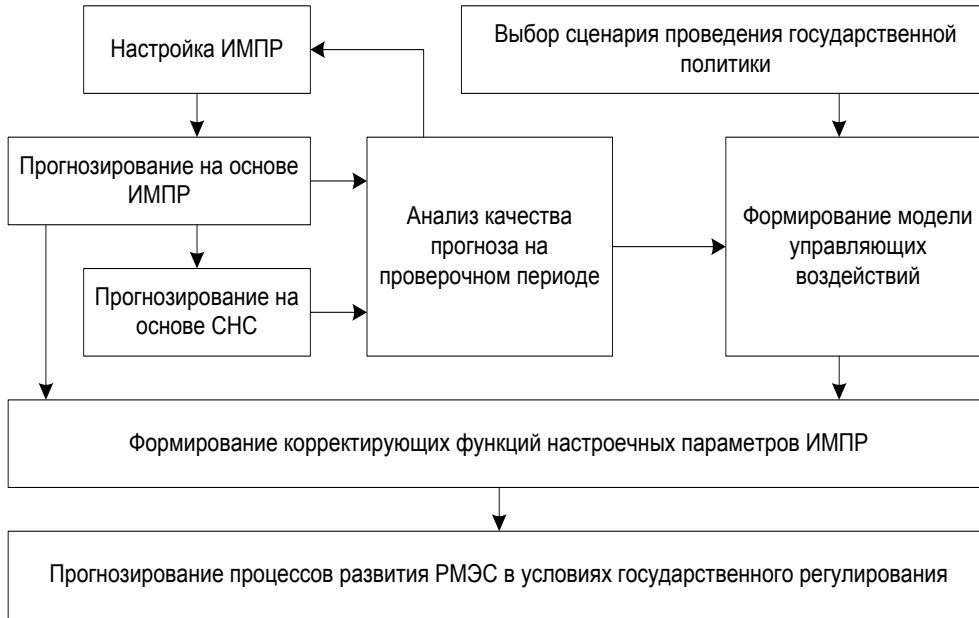 Настройка ИМПР
Выбор сценария проведения государственной
политики
Прогнозирование на основе
ИМПР
Анализ качества
прогноза на
проверочном периоде
Формирование модели
управляющих
воздействий
Прогнозирование на
основе СНС
Формирование корректирующих функций настроечных параметров ИМПР
Прогнозирование процессов развития РМЭС в условиях государственного регулирования